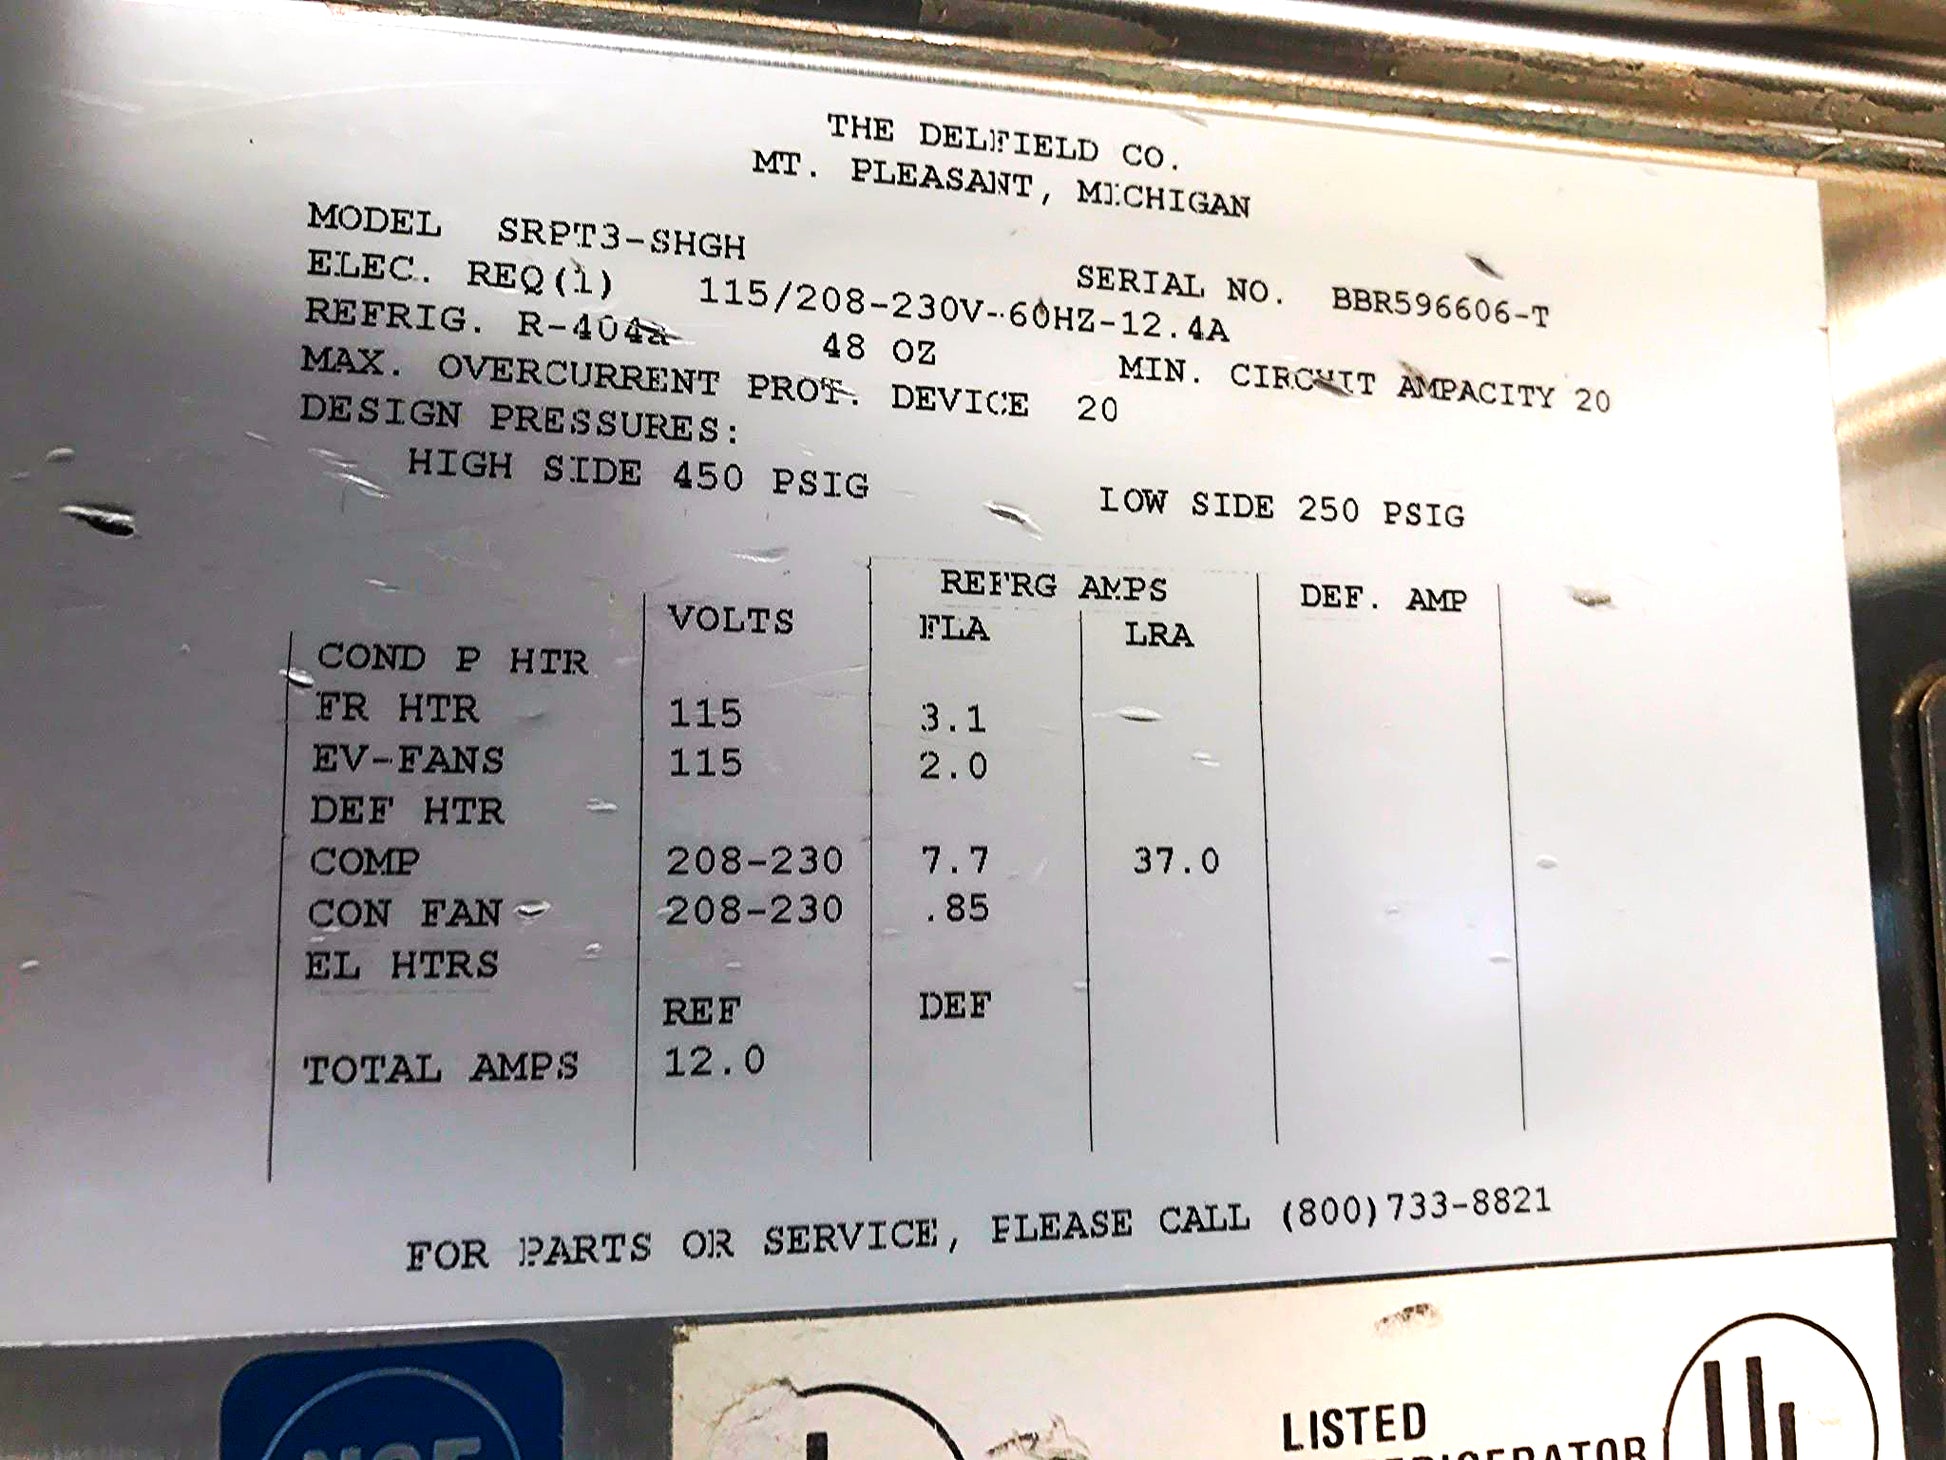 THE DELFIELD CO.
MT. PLEASANT, MICHIGAN
MODEL SRPT3-SHGH SERIAL NO. BBR596606-T
ELEC. REQ(1) 115/208-230V-60HZ-12.4A
REFRIG. R-404a 48 OZ MIN. CIRCUIT AMPACITY 20
MAX. OVERCURRENT PROT. DEVICE 20
DESIGN PRESSURES:
HIGH SIDE 450 PSIG LOW SIDE 250 PSIG
REFRG AMPS DEF. AMP
VOLTS FLA LRA
COND P HTR
FR HTR 115 3.1
EV-FANS 115 2.0
DEF HTR
COMP 208-230 7.7 37.0
CON FAN 208-230 .85
EL HTRS
REF DEF
TOTAL AMPS 12.0
FOR PARTS OR SERVICE, PLEASE CALL (800)733-8821
LISTED